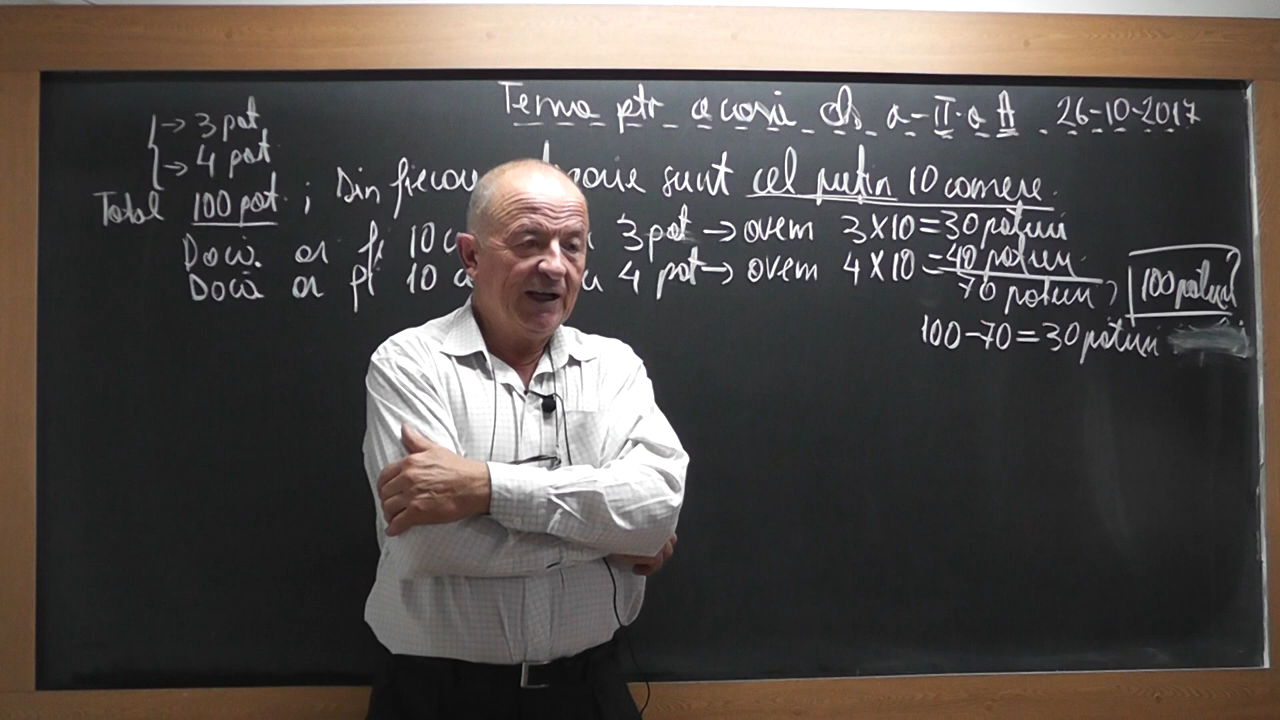 Tema ptr acasă cls a-II-a A 26-10-2017
→ 3 pat
→ 4 pat
Total 100 pat. ; Din fiecare sunt cel puțin 10 camere.
Dacă ar fi 10 3 pat → avem 3X10=30 paturi
Dacă ar fi 10 4 pat → avem 4X10=40 paturi
70 paturi, 100 paturi
100-70=30 paturi